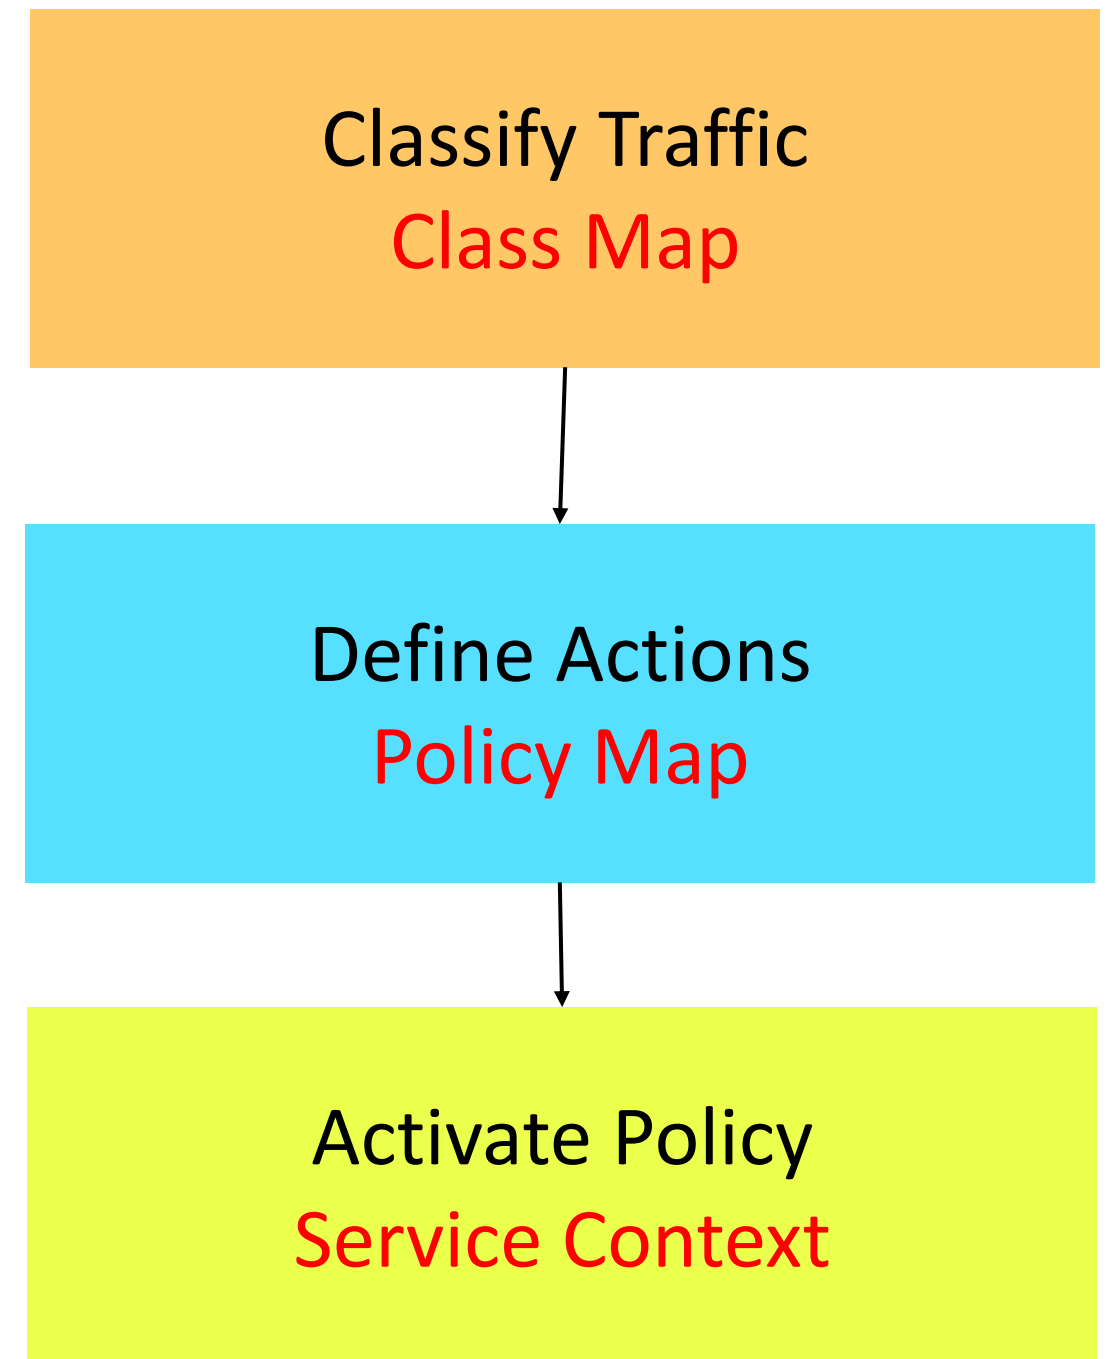 Classify Traffic
Class Map
Define Actions
Policy Map
Activate Policy
Service Context